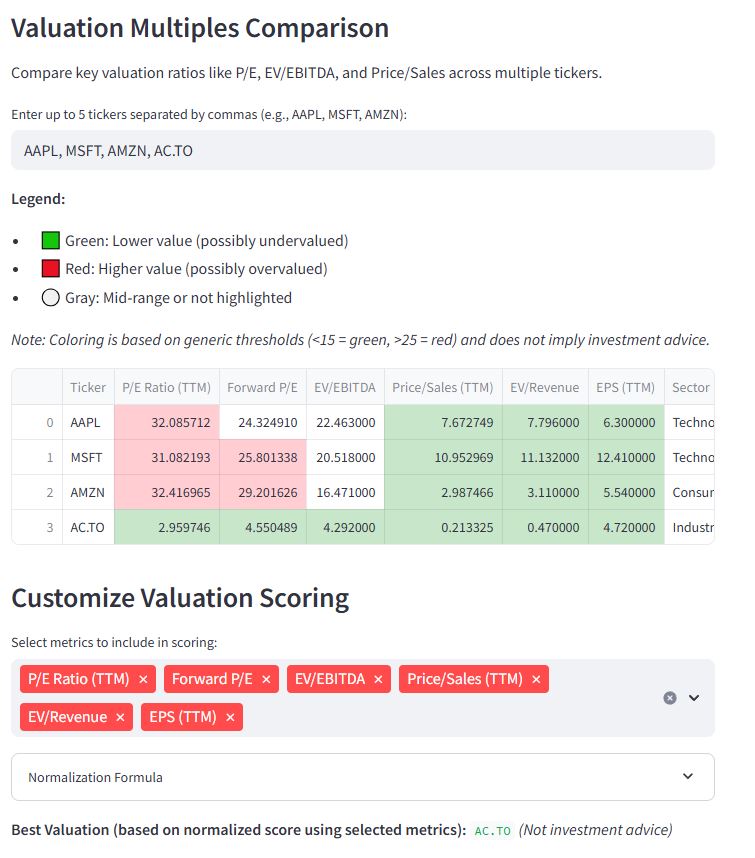 Valuation Multiples Comparison
Compare key valuation ratios like P/E, EV/EBITDA, and Price/Sales across multiple tickers.
Enter up to 5 tickers separated by commas (e.g., AAPL, MSFT, AMZN):
AAPL, MSFT, AMZN, AC.TO
Legend:
Green: Lower value (possibly undervalued)
Red: Higher value (possibly overvalued)
Gray: Mid-range or not highlighted
Note: Coloring is based on generic thresholds (<15 = green, >25 = red) and does not imply investment advice.
Ticker P/E Ratio (TTM) Forward P/E EV/EBITDA Price/Sales (TTM) EV/Revenue EPS (TTM) Sector
0 AAPL 32.085712 24.324910 22.463000 7.672749 7.796000 6.300000 Techno
1 MSFT 31.082193 25.801338 20.518000 10.952969 11.132000 12.410000 Techno
2 AMZN 32.416965 29.201626 16.471000 2.987466 3.110000 5.540000 Consur
3 AC.TO 2.959746 4.550489 4.292000 0.213325 0.470000 4.720000 Industr
Customize Valuation Scoring
Select metrics to include in scoring:
P/E Ratio (TTM) × Forward P/E × EV/EBITDA × Price/Sales (TTM) ×
EV/Revenue × EPS (TTM) ×
Normalization Formula
Best Valuation (based on normalized score using selected metrics): AC.TO (Not investment advice)